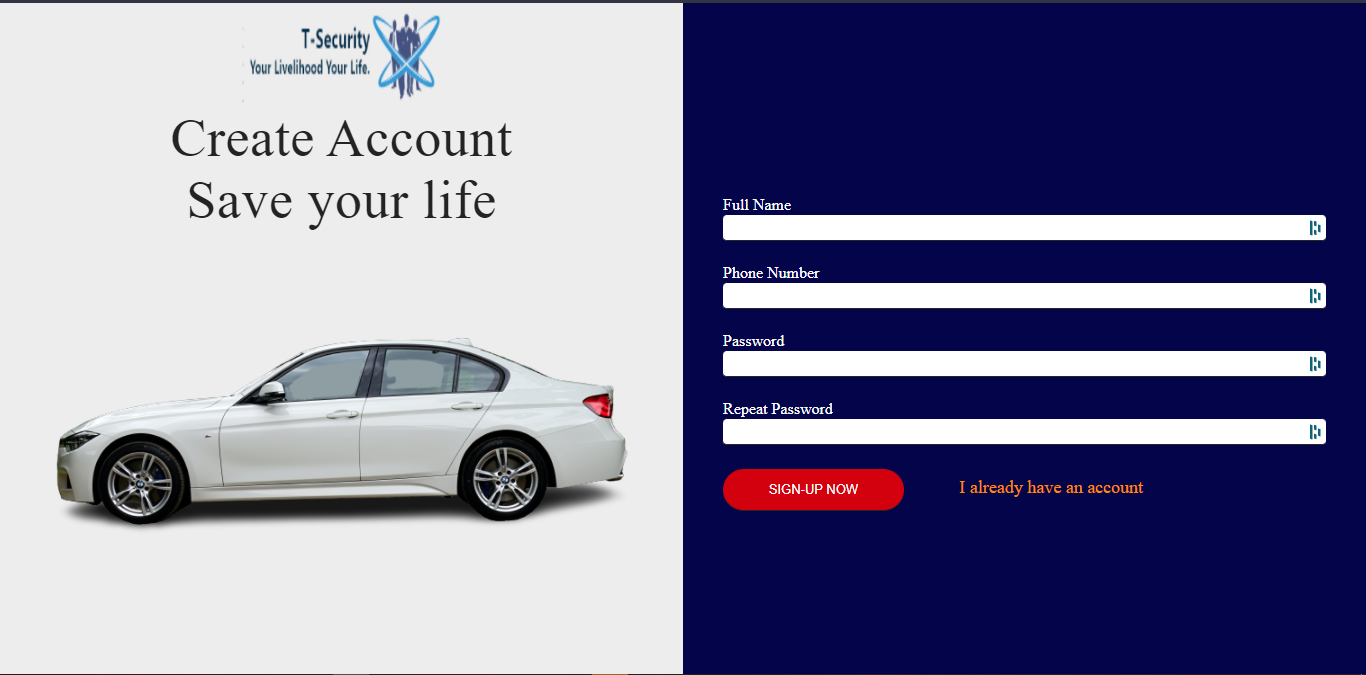 T-Security
Your Livelihood Your Life.
Create Account
Save your life
Full Name
Phone Number
Password
Repeat Password
SIGN-UP NOW
I already have an account